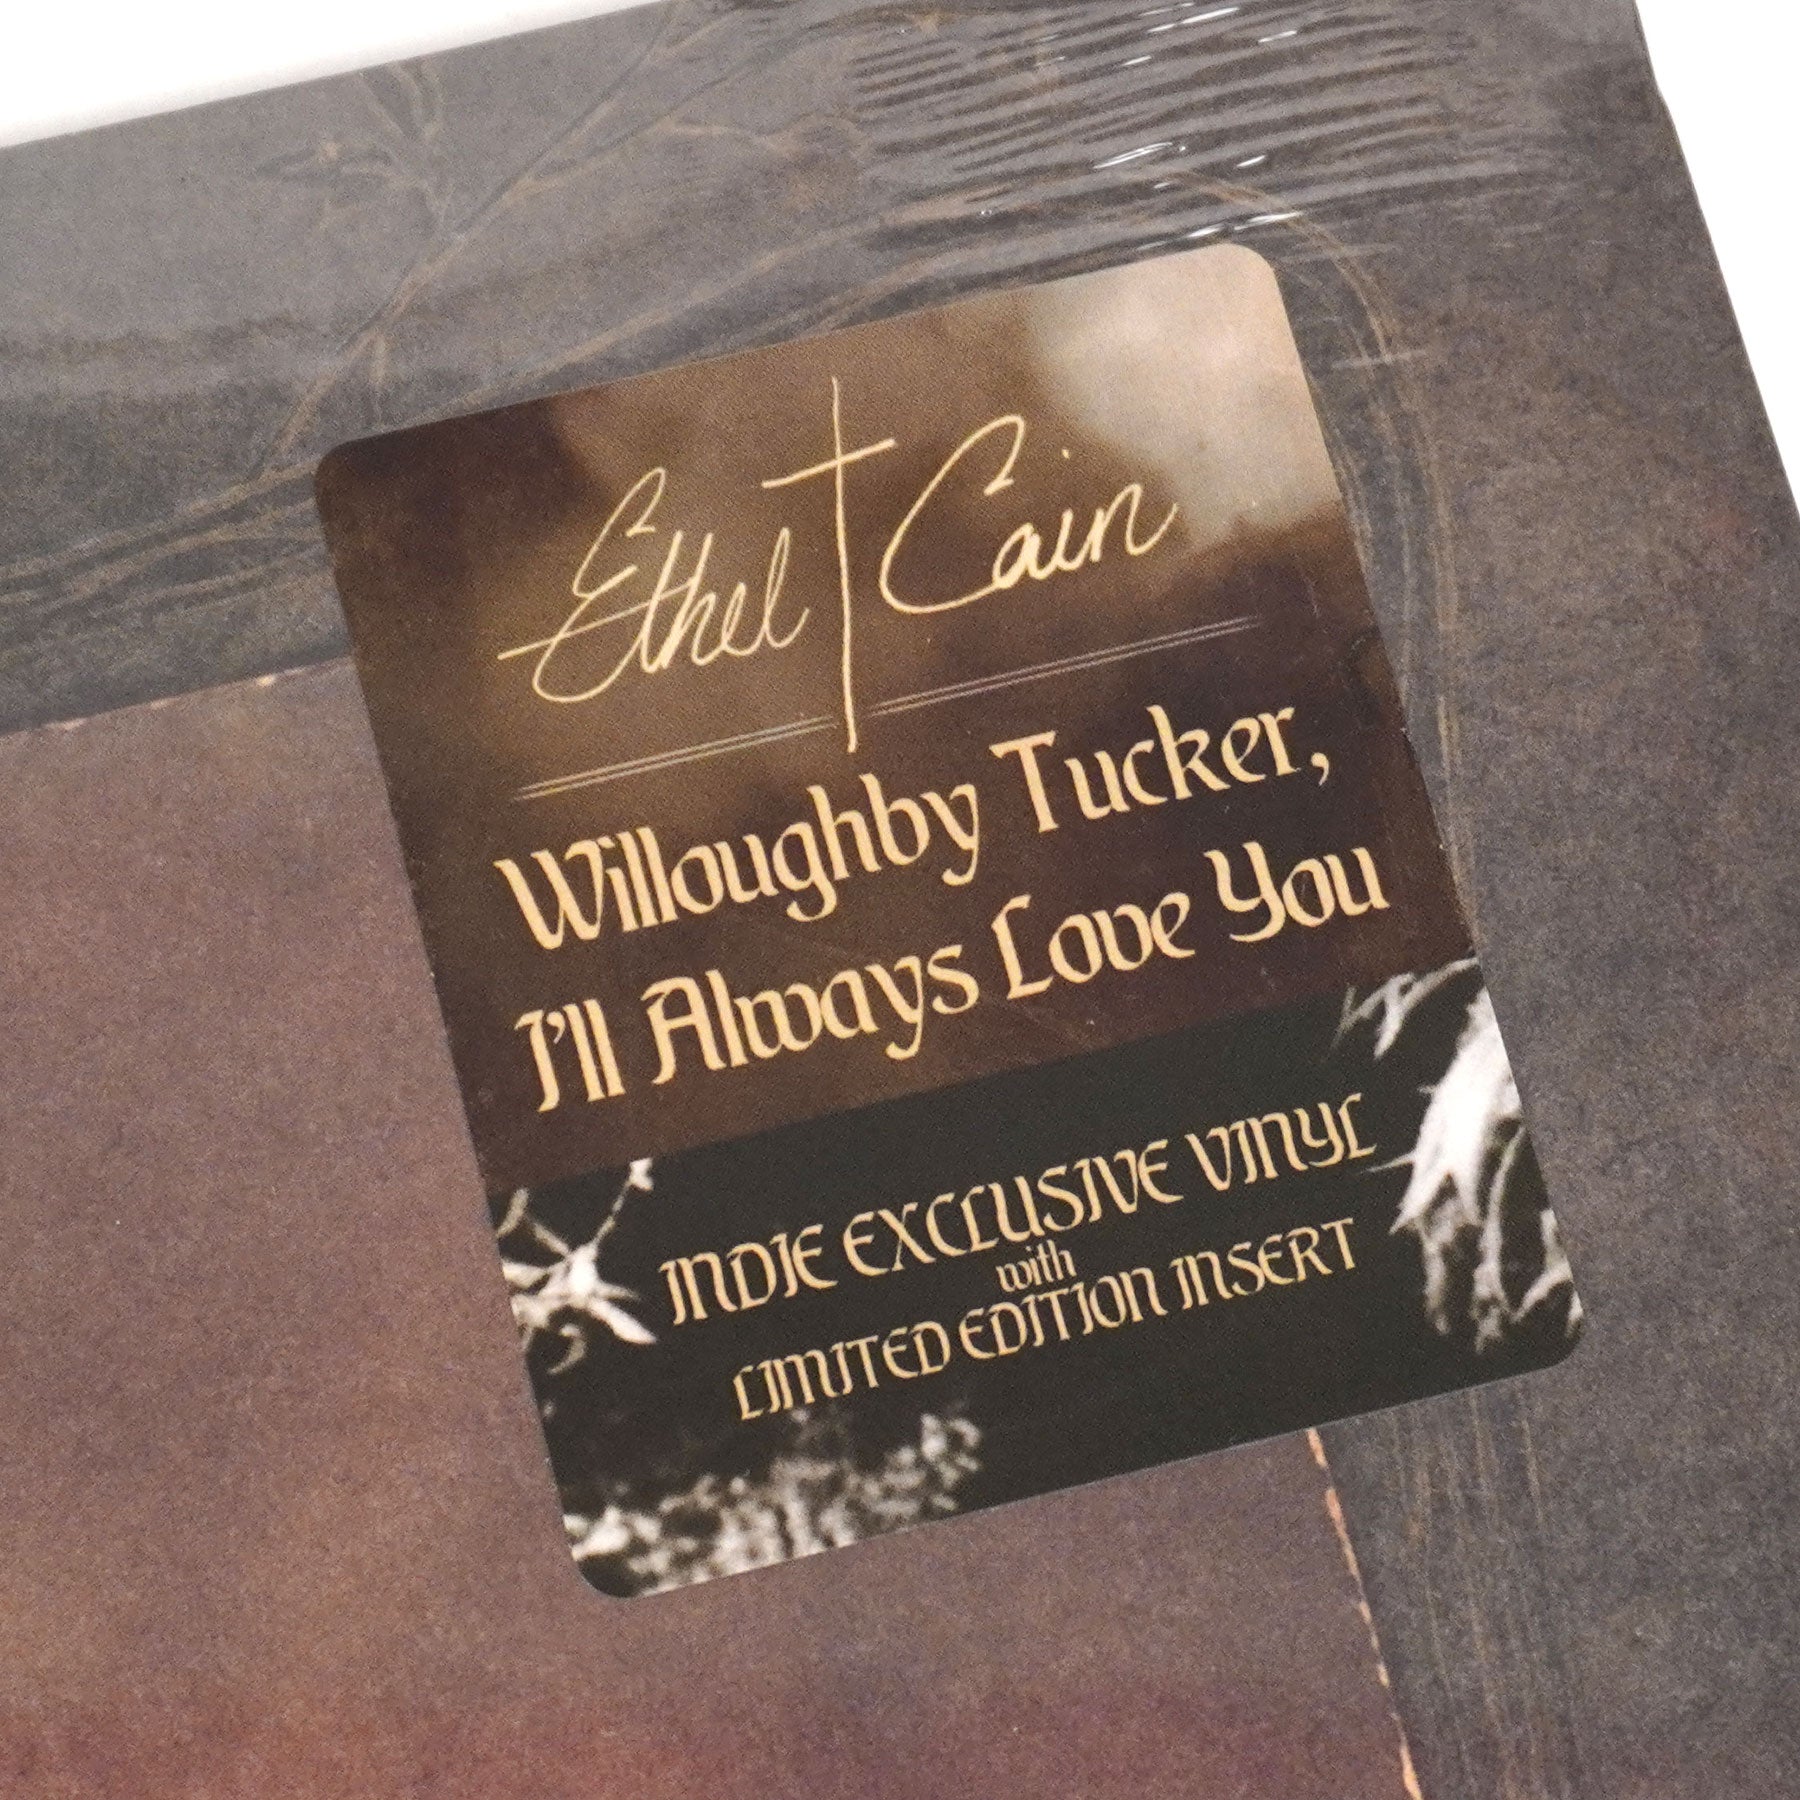 Ethel Cain
Willoughby Tucker,
I'll Always Love You
INDIE EXCLUSIVE VINYL
with
LIMITED EDITION INSERT